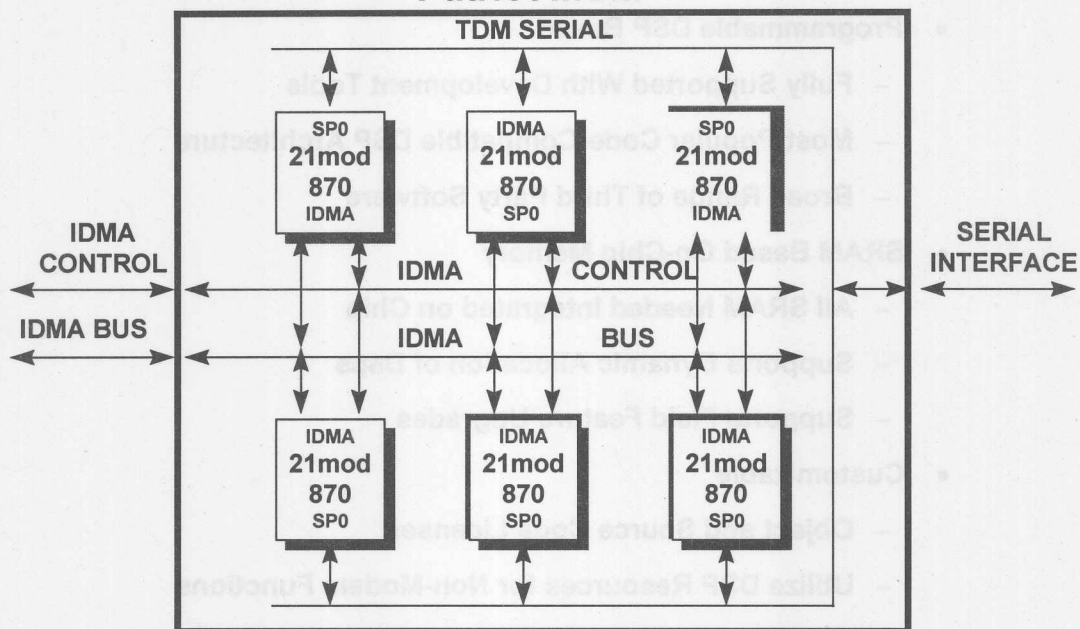 TDM SERIAL
SP0
21mod
870
IDMA
IDMA
21mod
870
SP0
SP0
21mod
870
IDMA
IDMA
CONTROL
IDMA CONTROL
SERIAL
INTERFACE
IDMA BUS
IDMA BUS
IDMA
21mod
870
SP0
IDMA
21mod
870
SP0
IDMA
21mod
870
SP0
• Programmable DSP
– Fully Supported With Development Tools
– Most Popular Code Compatible DSP Architecture
– Broad Range of Third Party Software
SRAM Based On-Chip Memory
– All SRAM Needed Integrated on Chip
– Supports Dynamic Allocation of
– Supports Field Feature Upgrades
•
– Object and Source Code Licenses
– Utilize DSP Resources for Non-Modem Functions